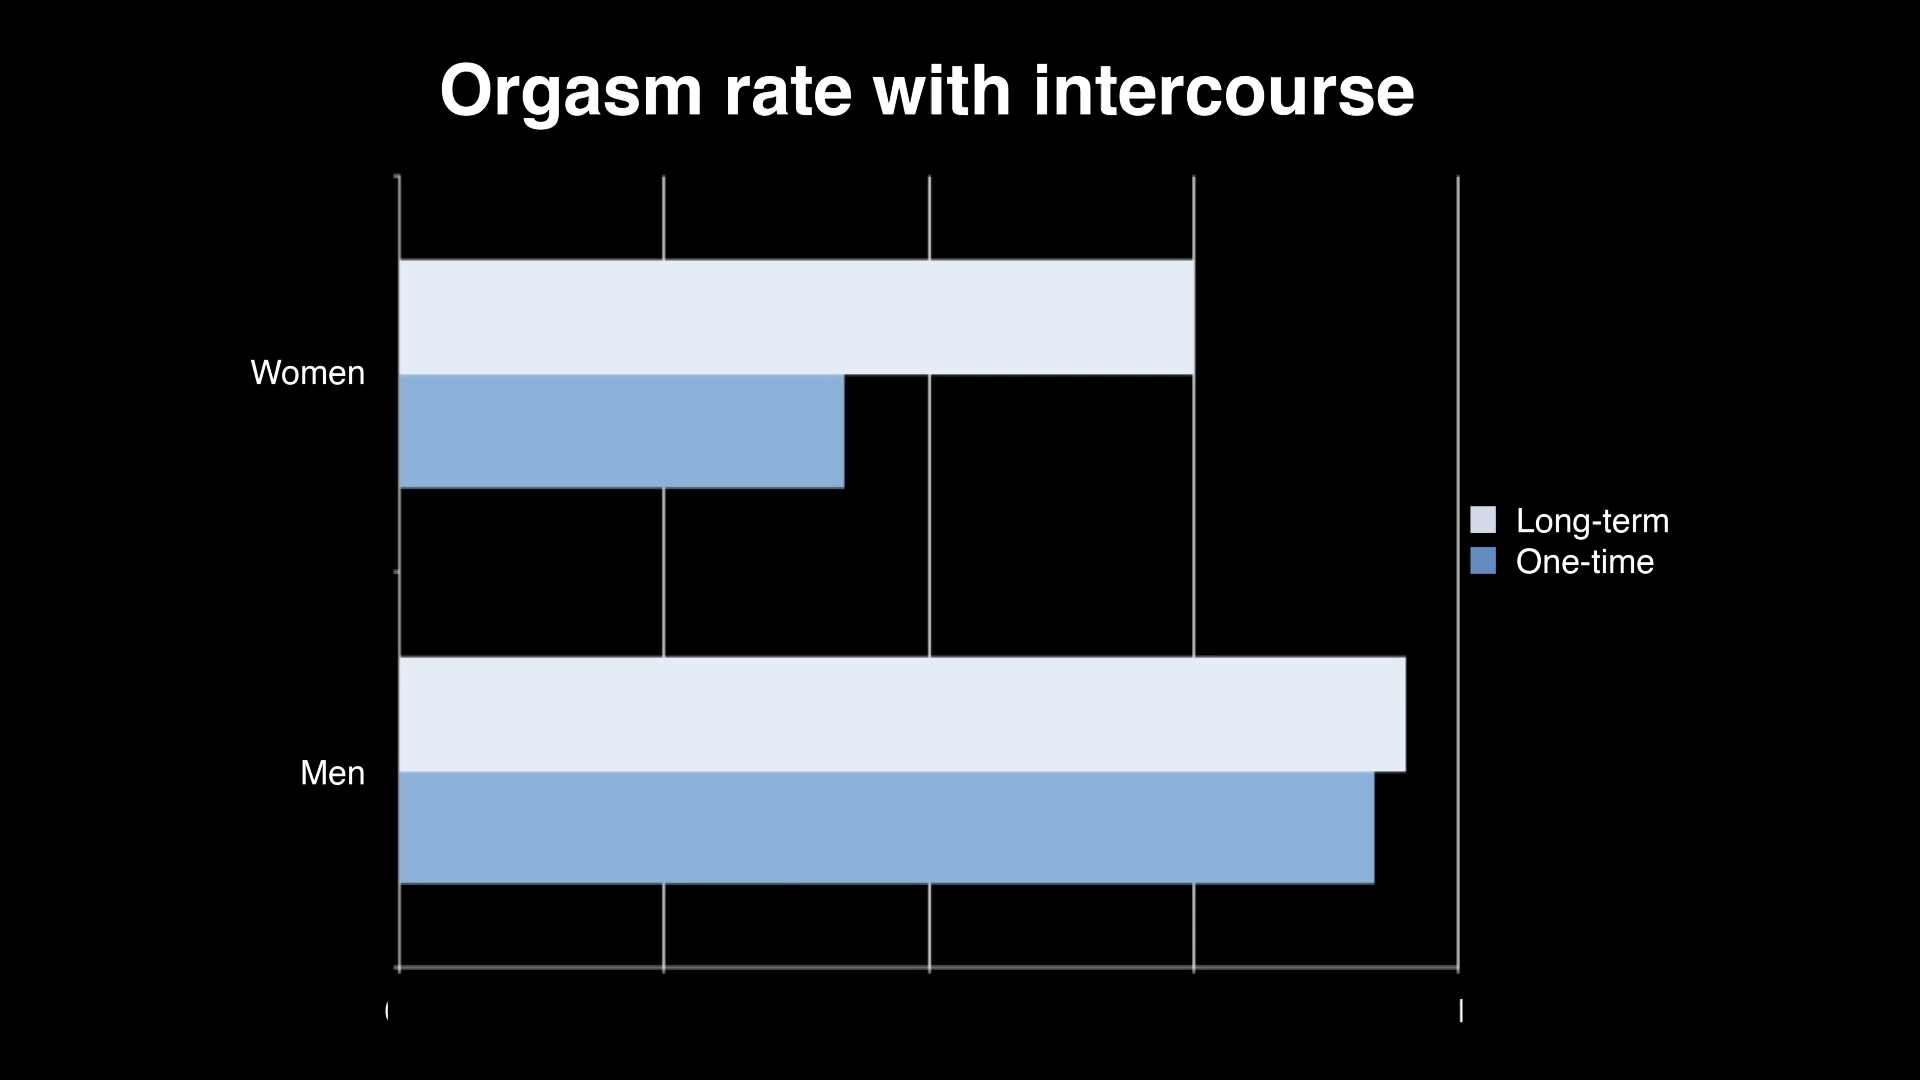 Orgasm rate with intercourse
Women
Long-term
One-time
Men